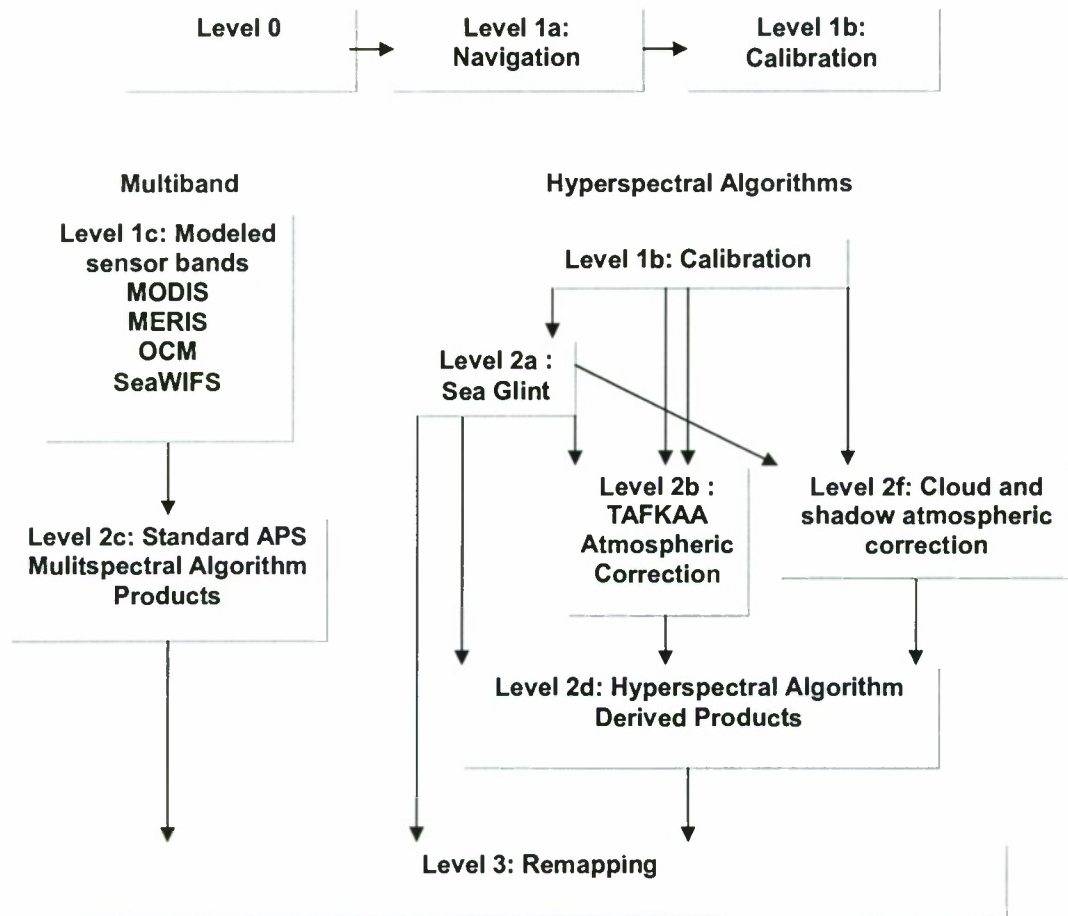 Level 0
Level 1a:
Navigation
Level 1b:
Calibration
Multiband
Hyperspectral Algorithms
Level 1c: Modeled
sensor bands
MODIS
MERIS
OCM
SeaWIFS
Level 1b: Calibration
Level 2a :
Sea Glint
Level 2b :
TAFKAA
Atmospheric
Correction
Level 2f: Cloud and
shadow atmospheric
correction
Level 2c: Standard APS
Mulitspectral Algorithm
Products
Level 2d: Hyperspectral Algorithm
Derived Products
Level 3: Remapping